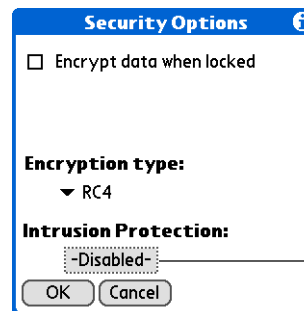 Security Options
Encrypt data when locked
Encryption type:
RC4
Intrusion Protection:
-Disabled-
OK Cancel